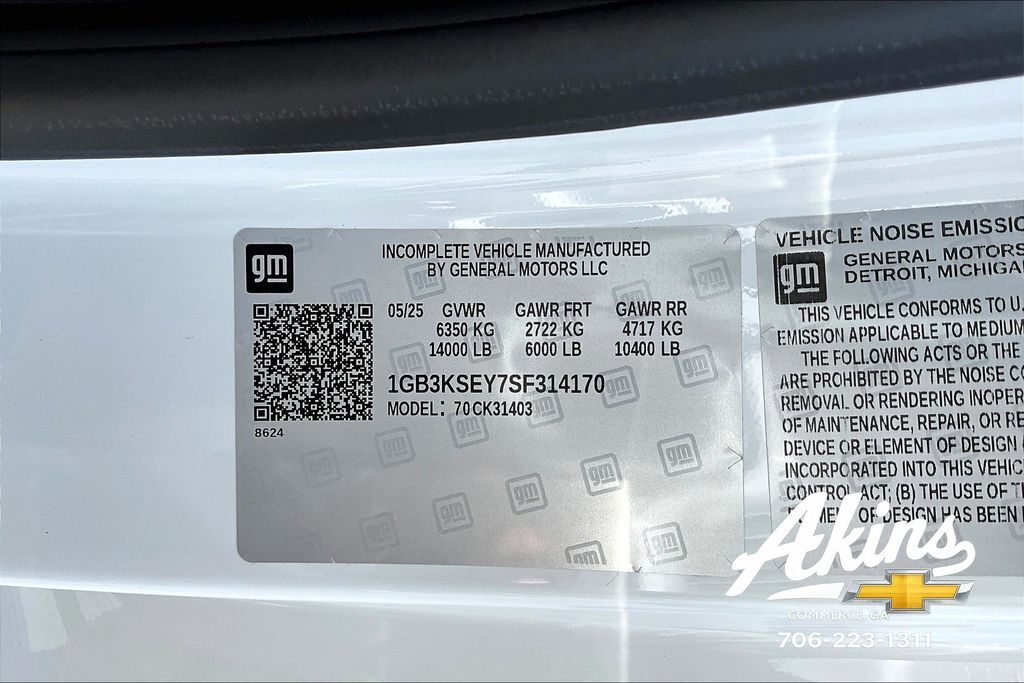 gm
INCOMPLETE VEHICLE MANUFACTURED
BY GENERAL MOTORS LLC
05/25 GVWR GAWR FRT GAWR RR
6350 KG 2722 KG 4717 KG
14000 LB 6000 LB 10400 LB
1GB3KSEY7SF314170
MODEL: 70CK31403
8624
VEHICLE NOISE EMISSIO
gm
GENERAL MOTORS
DETROIT, MICHIGA
THIS VEHICLE CONFORMS TO U.
EMISSION APPLICABLE TO MEDIUM
THE FOLLOWING ACTS OR THE
ARE PROHIBITED BY THE NOISE CO
REMOVAL OR RENDERING INOPER
OF MAINTENANCE, REPAIR, OR RE
DEVICE OR ELEMENT OF DESIGN
INCORPORATED INTO THIS VEHIC
CONTROL ACT; (B) THE USE OF
OF DESIGN HAS BEEN
Akins
COMMERCE, GA
706-223-1311